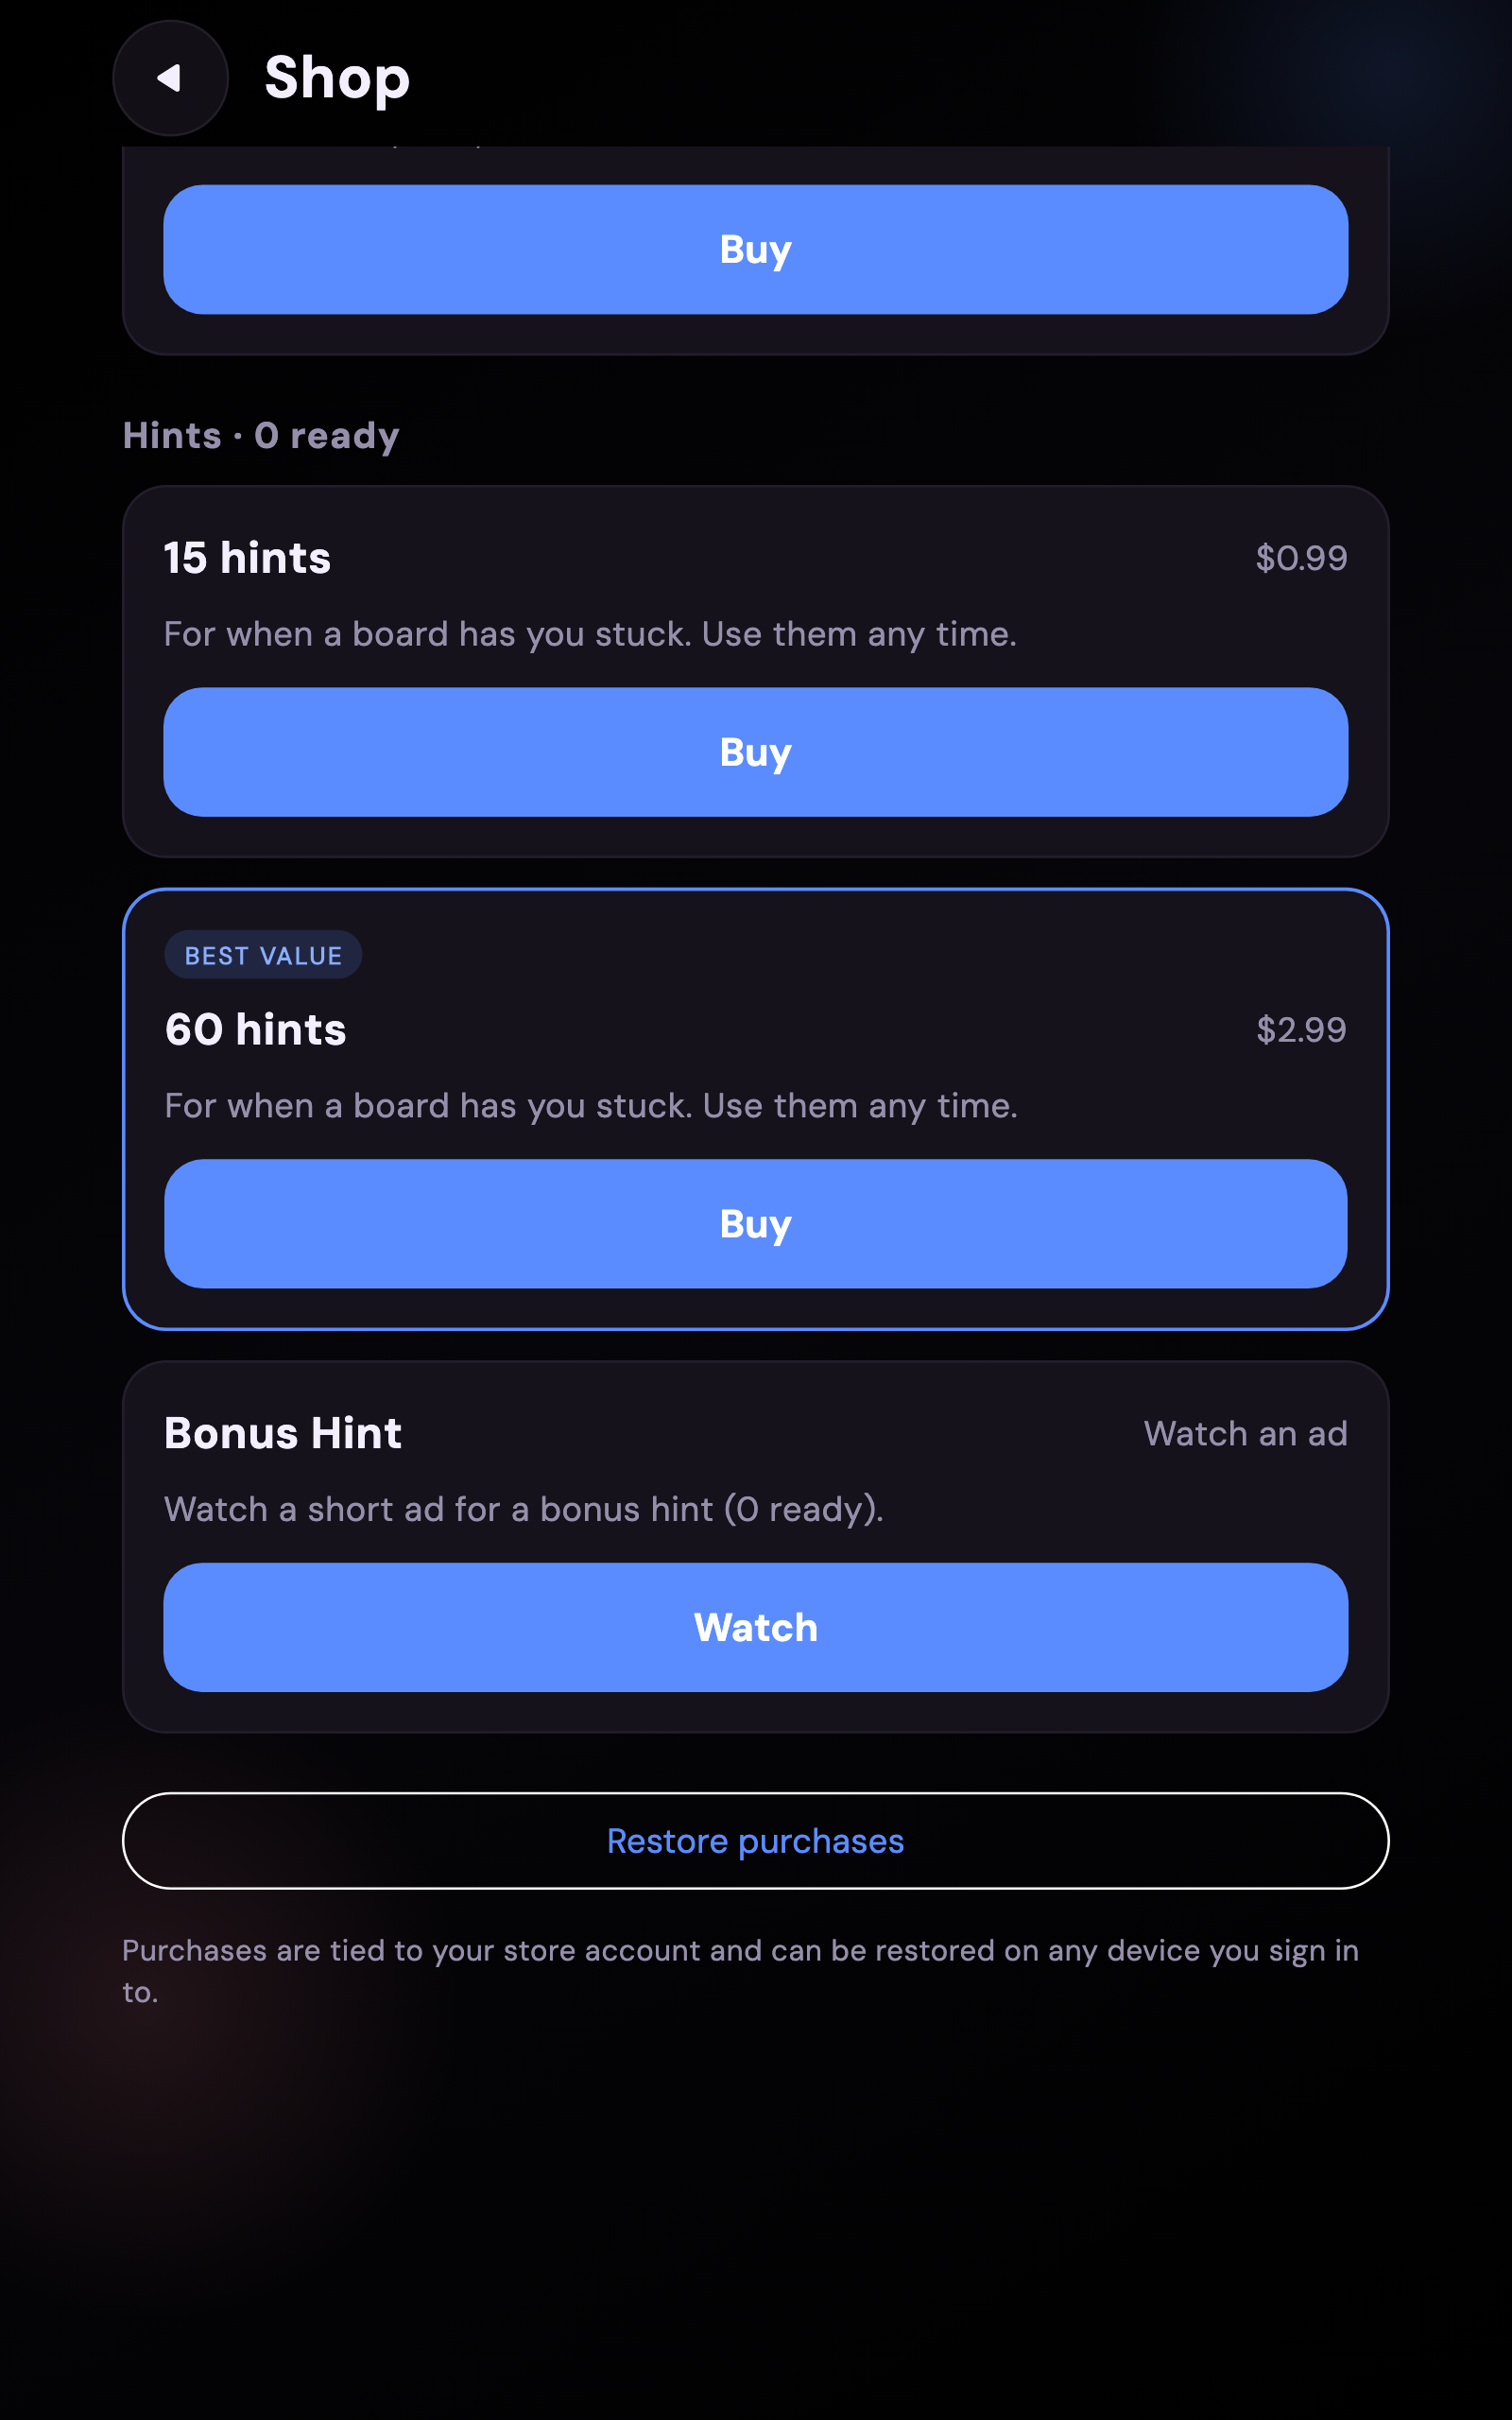 Shop
Buy
Hints · 0 ready
15 hints
$0.99
For when a board has you stuck. Use them any time.
Buy
BEST VALUE
60 hints
$2.99
For when a board has you stuck. Use them any time.
Buy
Bonus Hint
Watch an ad
Watch a short ad for a bonus hint (0 ready).
Watch
Restore purchases
Purchases are tied to your store account and can be restored on any device you sign in
to.